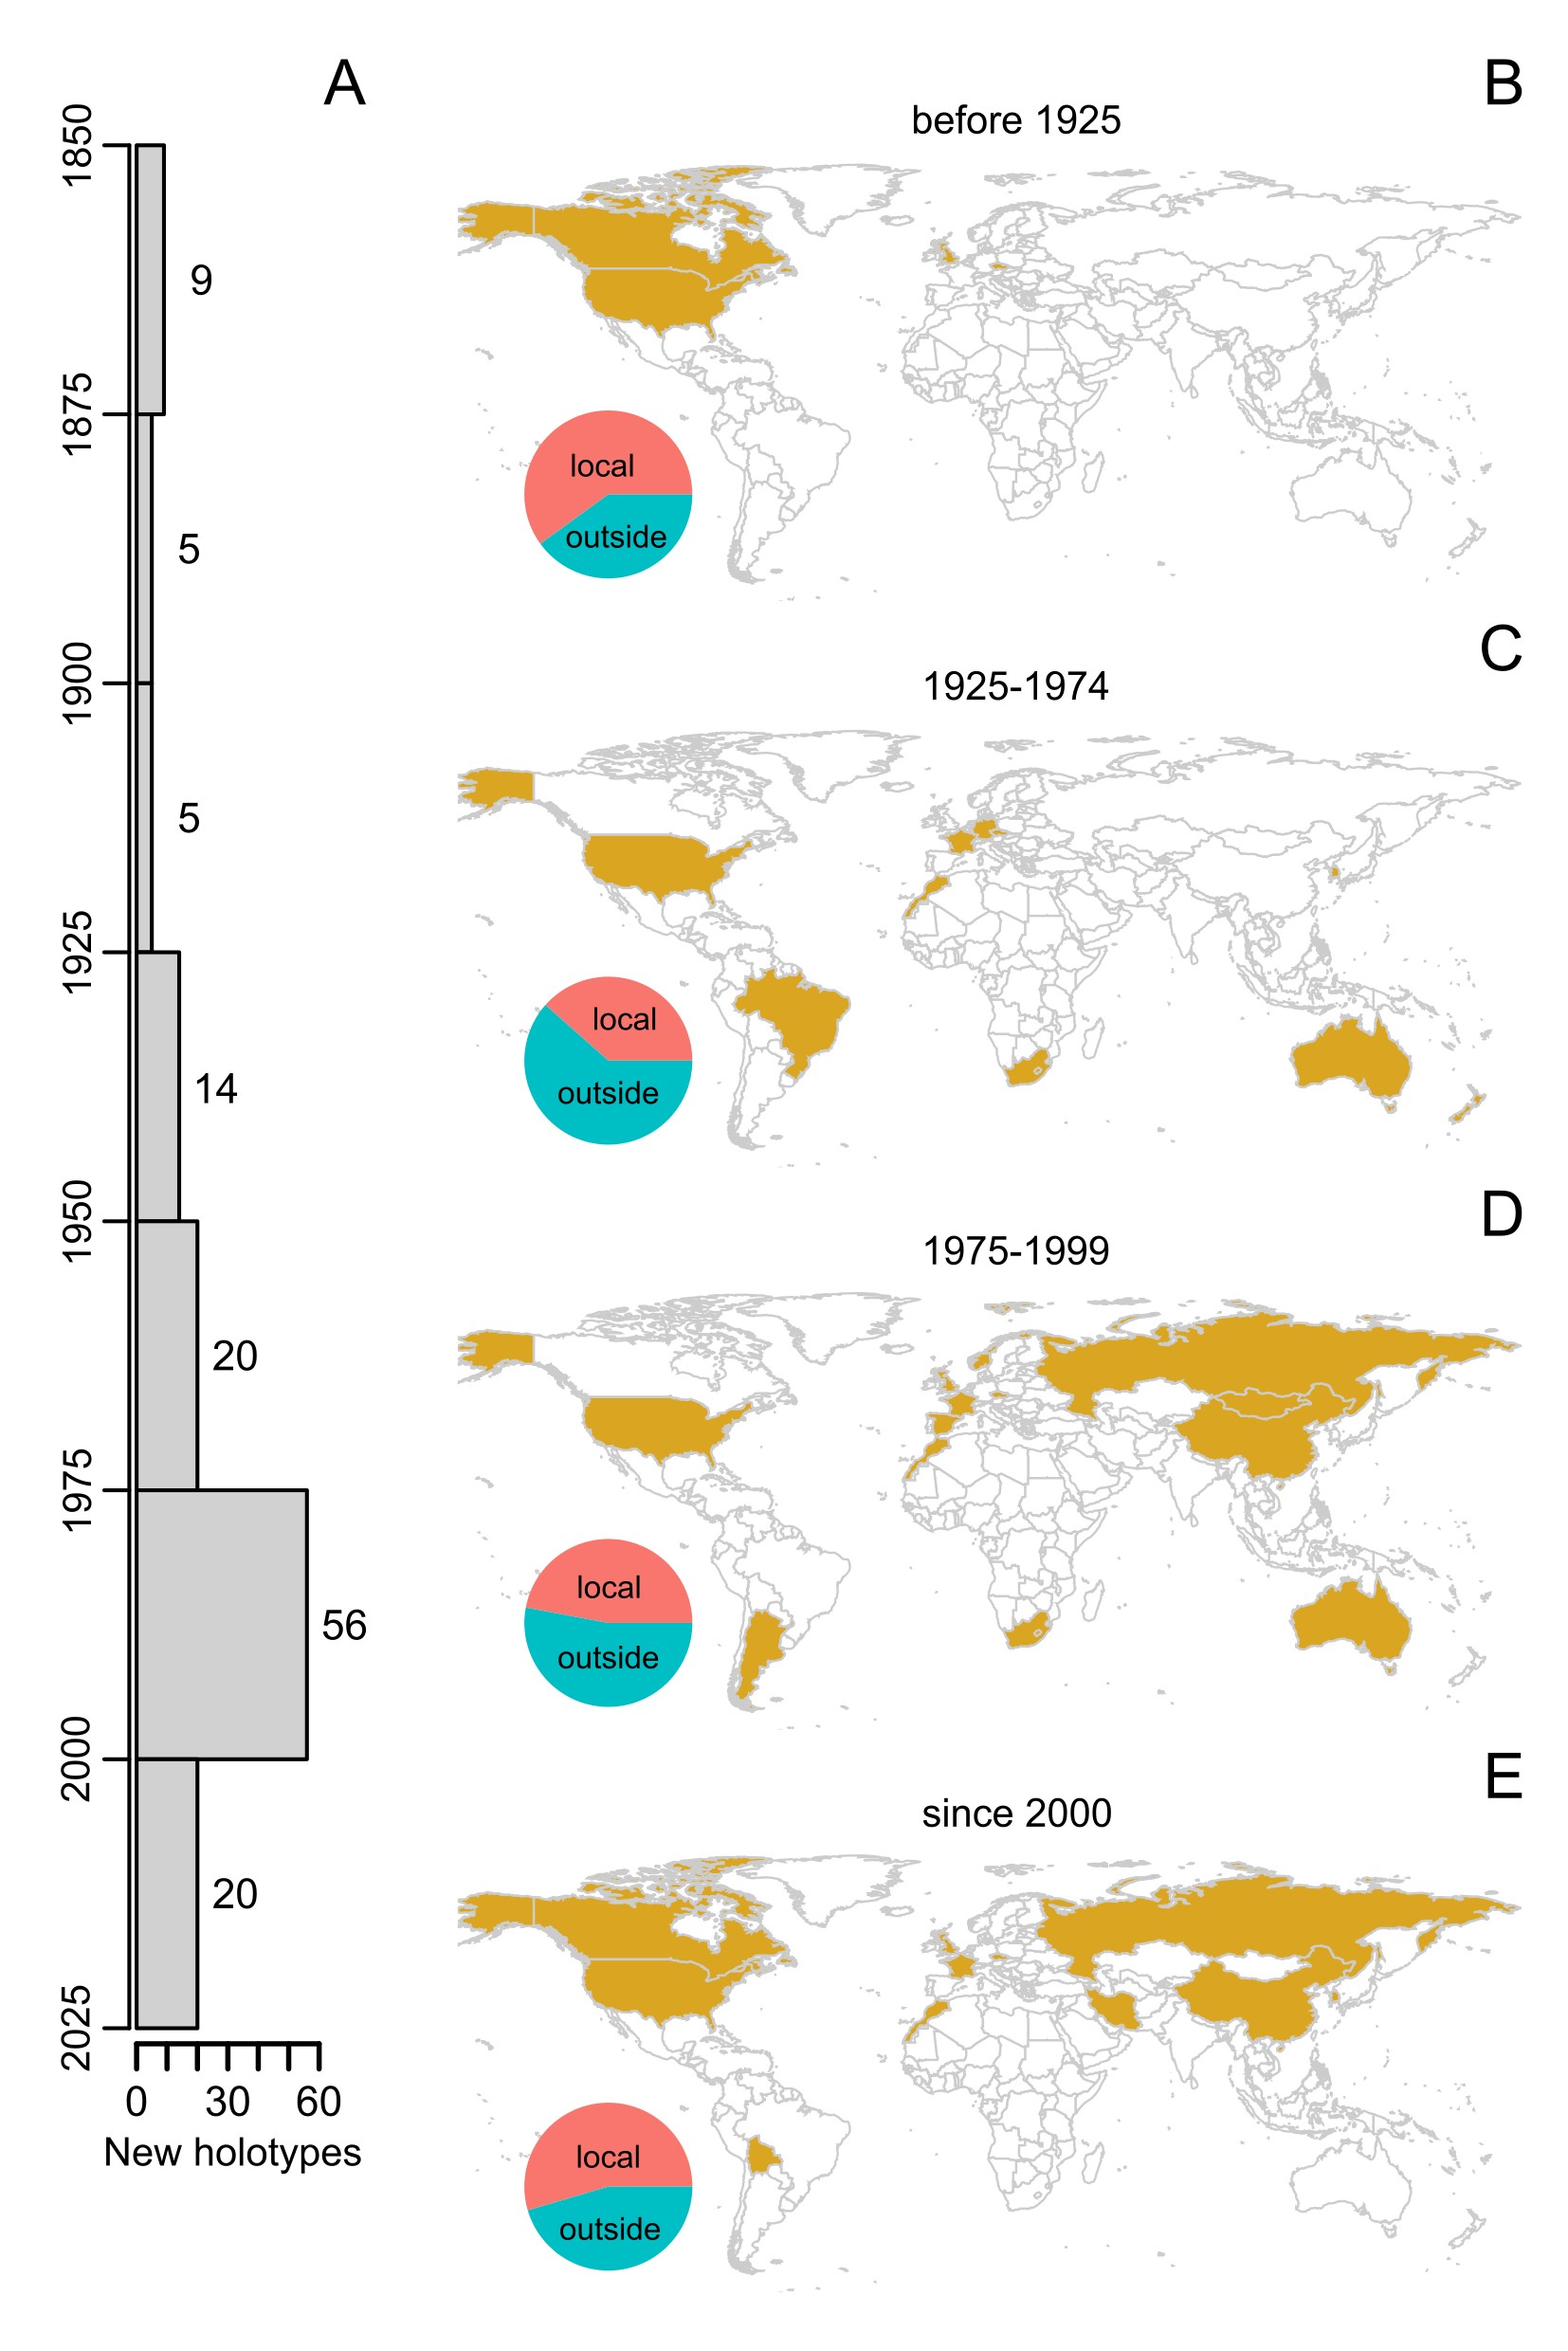 A
1850
1875
1900
1925
1950
1975
2000
2025
9
5
5
14
20
56
20
0 30 60
New holotypes
B
before 1925
local
outside
C
1925-1974
local
outside
D
1975-1999
local
outside
E
since 2000
local
outside